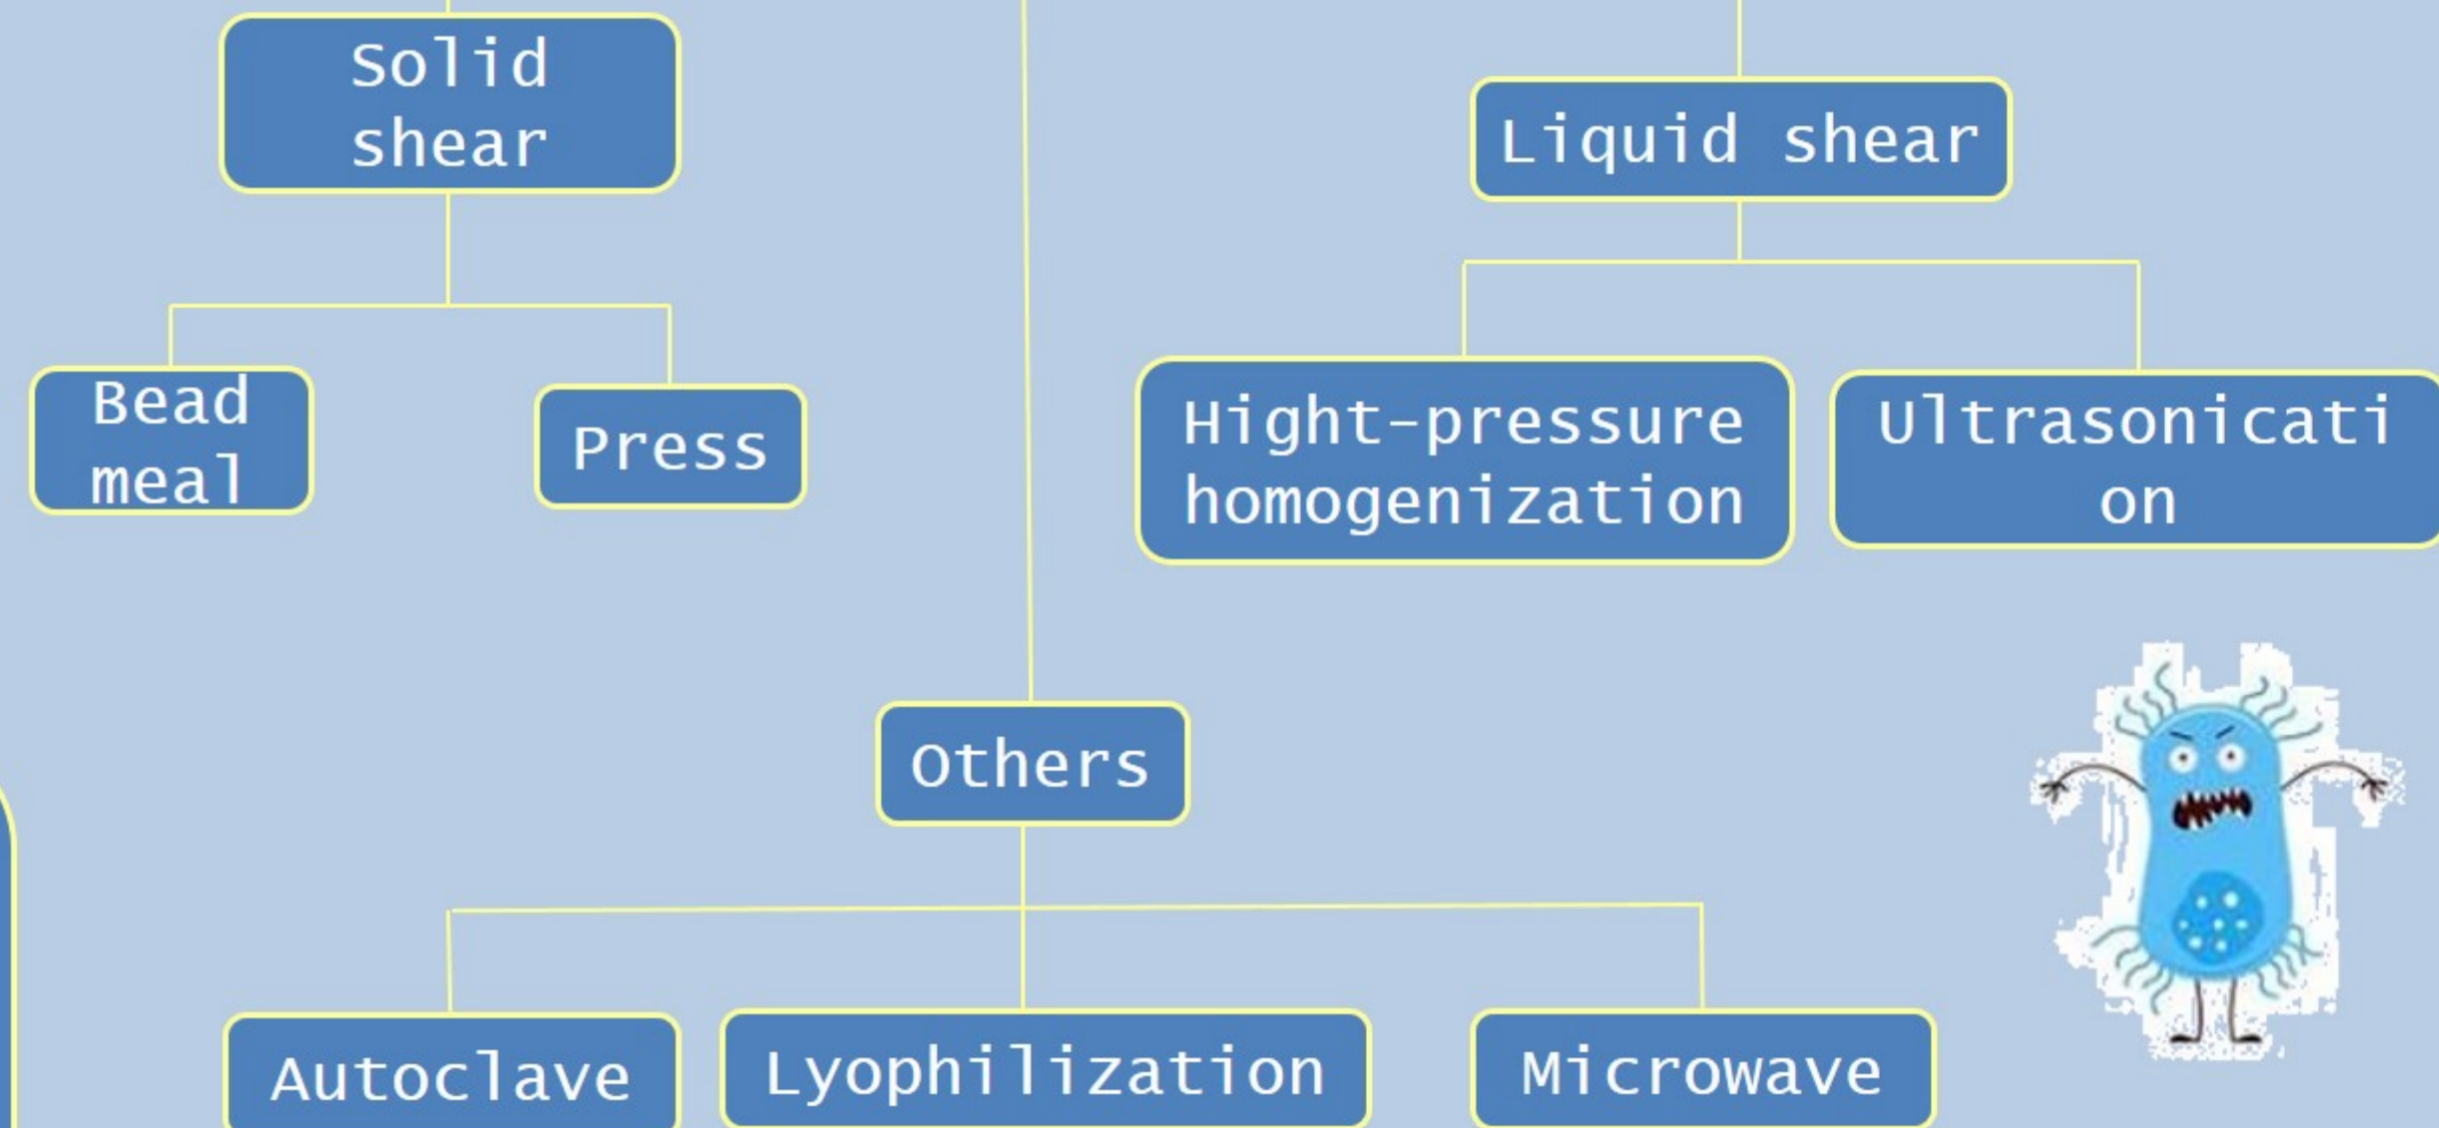 Solid
shear
Liquid shear
Bead
meal
Press
Hight-pressure
homogenization
Ultrasonicati
on
Others
Autoclave
Lyophilization
Microwave